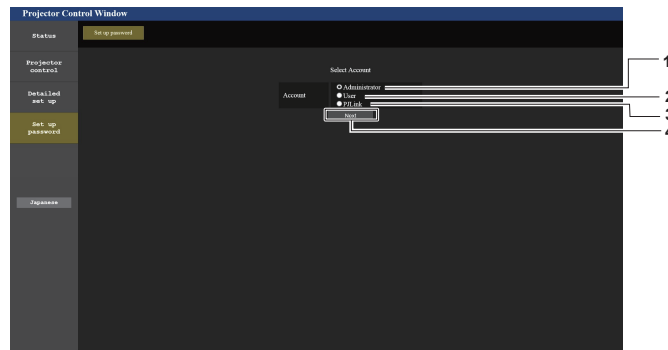 Projector Control Window
Status
Set up password
Projector
control
Select Account
Account
Administrator
User
PJLink
Next
Detailed
set up
Set up
password
Japanese
1
2
3
4